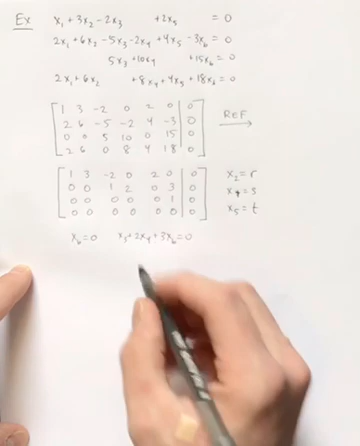 Ex x₁ + 3x₂ - 2x₃ + 2x₅ = 0
2x₁ + 6x₂ - 5x₃ - 2x₄ + 4x₅ - 3x₆ = 0
5x₃ + 10x₄ + 15x₆ = 0
2x₁ + 6x₂ + 8x₄ + 4x₅ + 18x₆ = 0
1 3 -2 0 2 0 | 0
2 6 -5 -2 4 -3 | 0 REF →
0 0 5 10 0 15 | 0
2 6 0 8 4 18 | 0
1 3 -2 0 2 0 | 0 x₂ = r
0 0 1 2 0 3 | 0 x₄ = s
0 0 0 0 0 1 | 0 x₅ = t
0 0 0 0 0 0 | 0
x₆ = 0 x₃ + 2x₄ + 3x₆ = 0